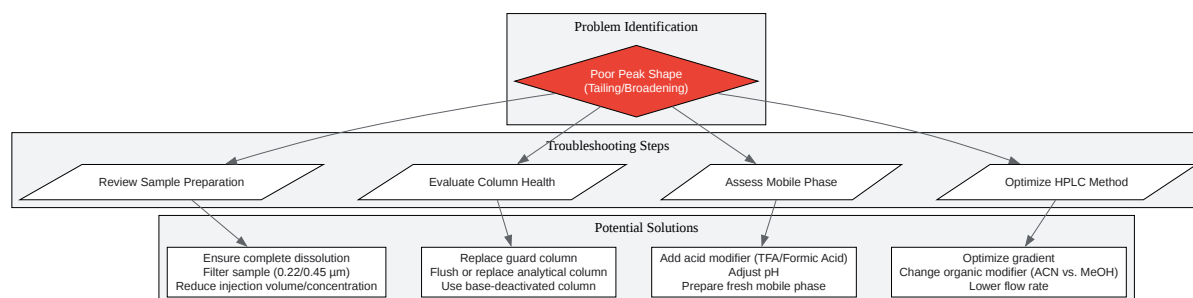 Problem Identification
Poor Peak Shape
(Tailing/Broadening)
Troubleshooting Steps
Review Sample Preparation
Evaluate Column Health
Assess Mobile Phase
Optimize HPLC Method
Potential Solutions
Ensure complete dissolution
Filter sample (0.22/0.45 µm)
Reduce injection volume/concentration
Replace guard column
Flush or replace analytical column
Use base-deactivated column
Add acid modifier (TFA/Formic Acid)
Adjust pH
Prepare fresh mobile phase
Optimize gradient
Change organic modifier (ACN vs. MeOH)
Lower flow rate